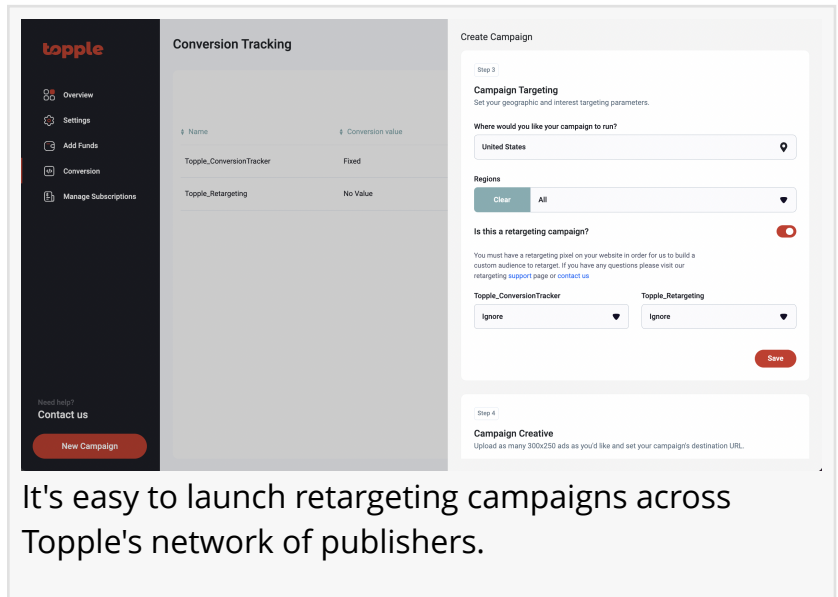 topple
Overview
Settings
Add Funds
Conversion
Manage Subscriptions
Need help?
Contact us
New Campaign
Conversion Tracking
Name
Conversion value
Topple_ConversionTracker
Fixed
Topple_Retargeting
No Value
Create Campaign
Step 3
Campaign Targeting
Set your geographic and interest targeting parameters.
Where would you like your campaign to run?
United States
Regions
Clear
All
Is this a retargeting campaign?
You must have a retargeting pixel on your website in order for us to build a
custom audience to retarget. If you have any questions please visit our
retargeting support page or contact us
Topple_ConversionTracker
Topple_Retargeting
Ignore
Ignore
Save
Step 4
Campaign Creative
Upload as many 300x250 ads as you'd like and set your campaign's destination URL.
It's easy to launch retargeting campaigns across
Topple's network of publishers.